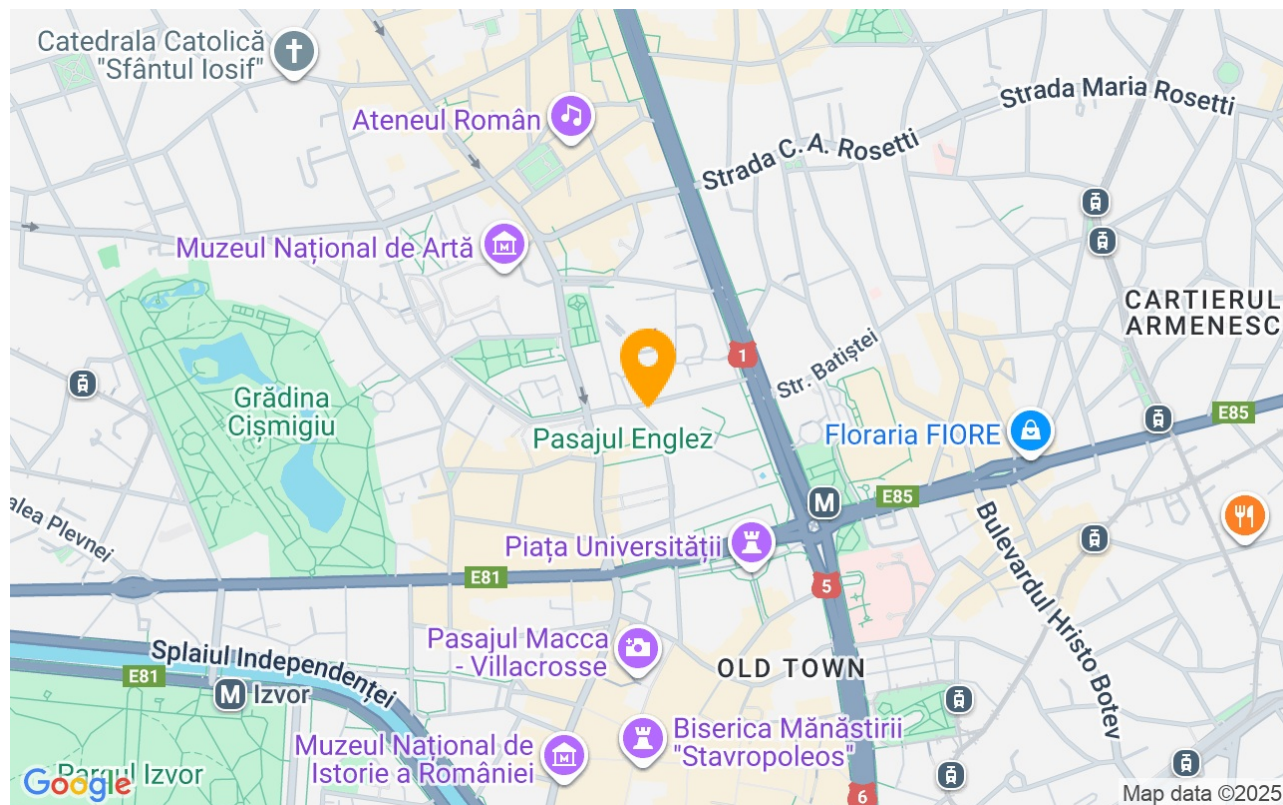 Catedrala Catolică
"Sfântul Iosif"
Ateneul Român
Strada Maria Rosetti
Strada C. A. Rosetti
Muzeul Național de Artă
CARTIERUL
ARMENESC
1
Str. Batiștei
Grădina
Cișmigiu
E85
Pasajul Englez
Floraria FIORE
E85
M
alea Plevnei
Bulevardul Hristo Botev
Piața Universității
E81
5
Pasajul Macca
- Villacrosse
Splaiul Independenței
OLD TOWN
E81
M Izvor
Biserica Mănăstirii
"Stavropoleos"
Muzeul Național de
Istorie a României
Parcul Izvor
Google
6
Map data ©2025